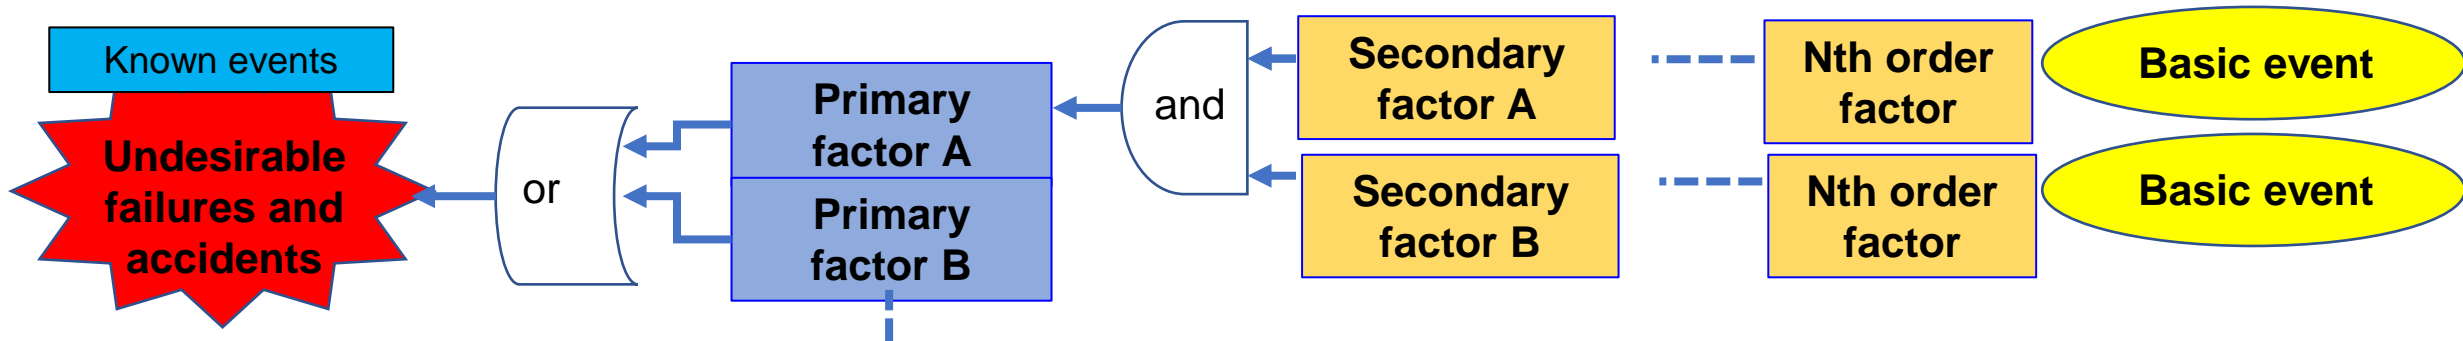 Known events
Undesirable
failures and
accidents
or
Primary
factor A
Primary
factor B
and
Secondary
factor A
Secondary
factor B
Nth order
factor
Nth order
factor
Basic event
Basic event